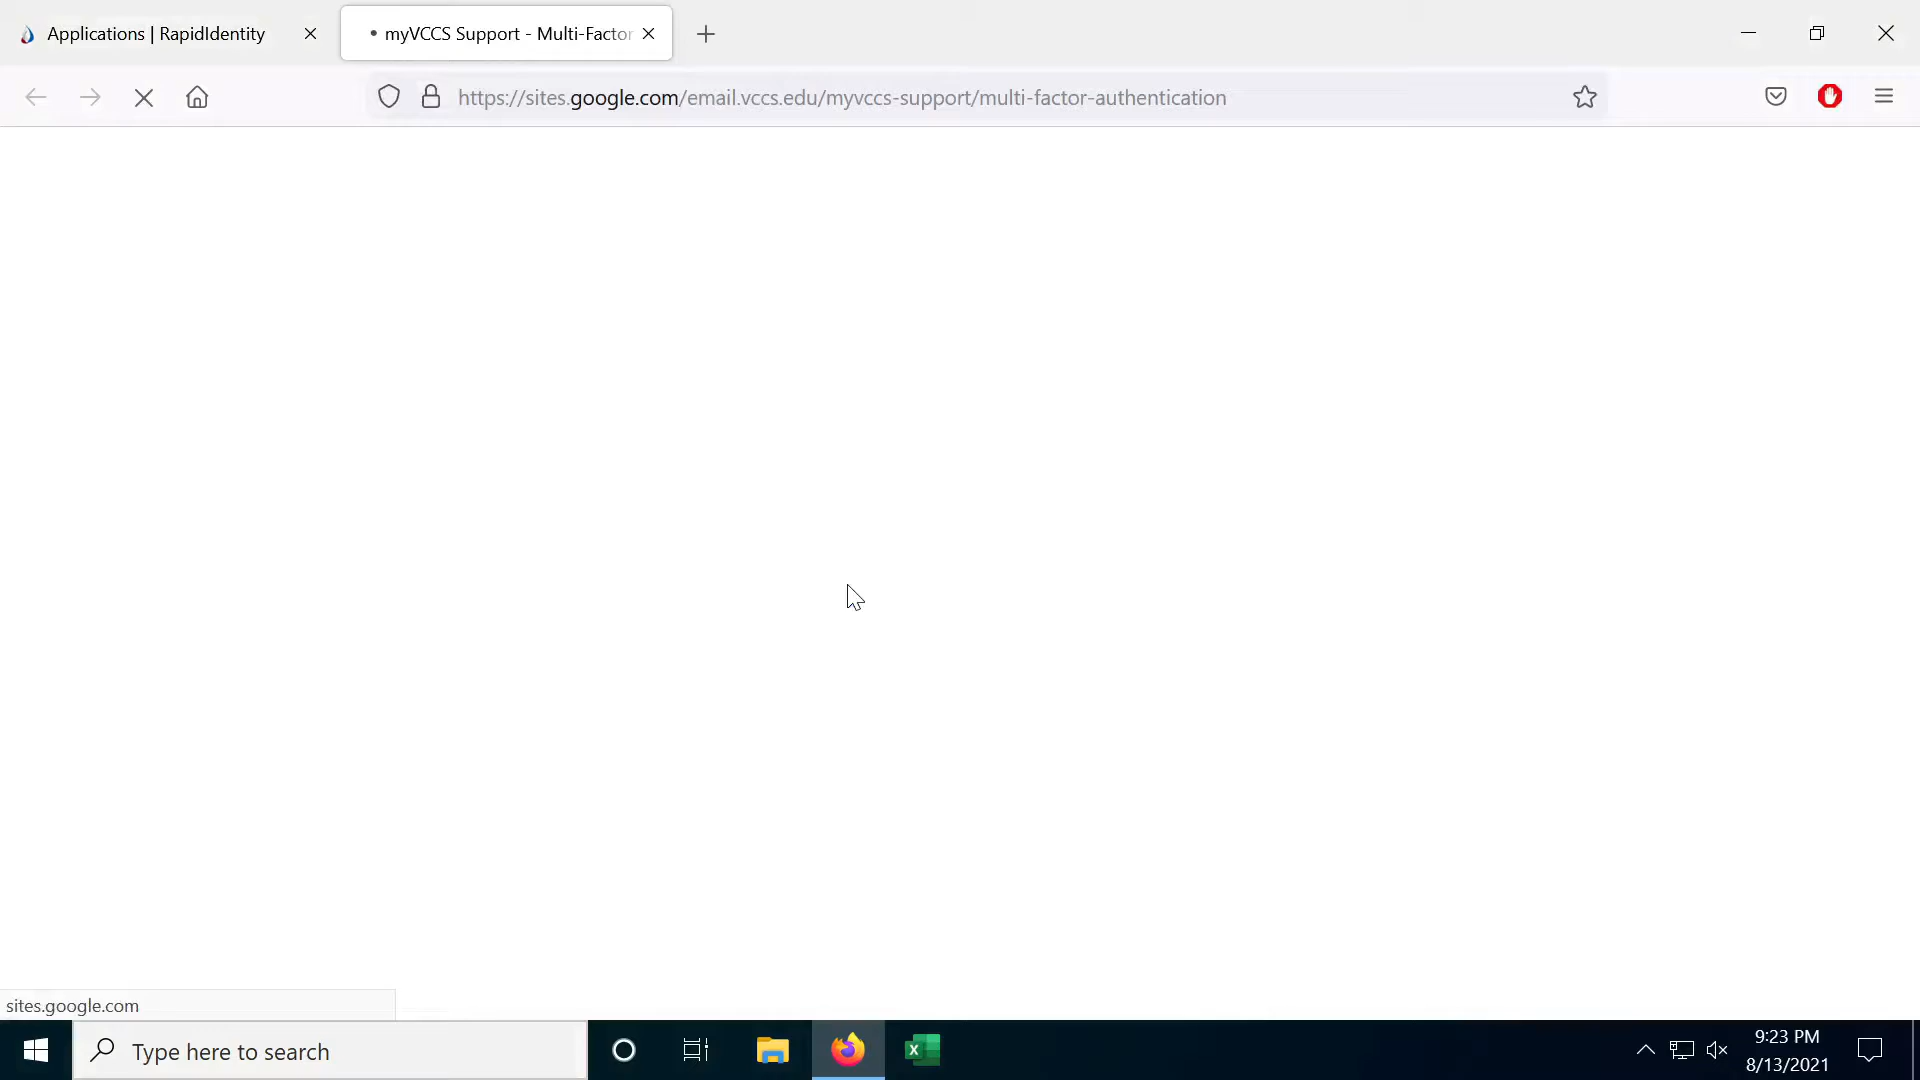 Applications | RapidIdentity
myVCCS Support - Multi-Factor
https://sites.google.com/email.vccs.edu/myvccs-support/multi-factor-authentication
sites.google.com
Type here to search
9:23 PM
8/13/2021